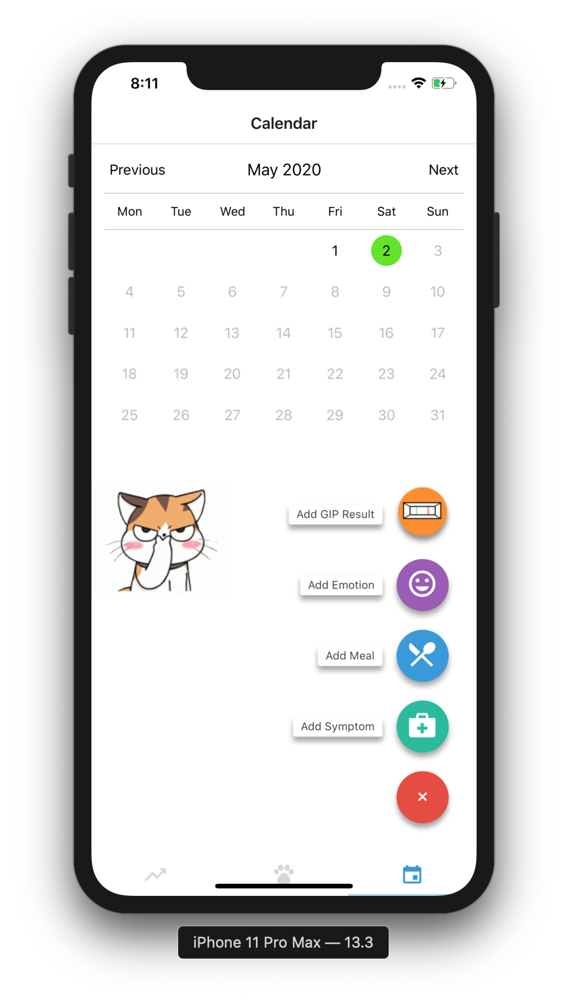 8:11
Calendar
Previous May 2020 Next
Mon Tue Wed Thu Fri Sat Sun
1 2 3
4 5 6 7 8 9 10
11 12 13 14 15 16 17
18 19 20 21 22 23 24
25 26 27 28 29 30 31
Add GIP Result
Add Emotion
Add Meal
Add Symptom
iPhone 11 Pro Max — 13.3